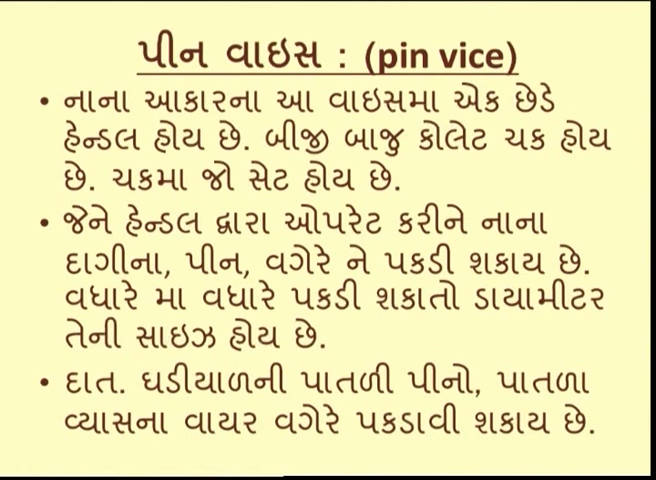 પીન વાઇસ : (pin vice)
• નાના આકારના આ વાઇસમા એક છેડે
હેન્ડલ હોય છે. બીજી બાજુ કોલેટ ચક હોય
છે. ચકમા જો સેટ હોય છે.
• જેને હેન્ડલ દ્વારા ઓપરેટ કરીને નાના
દાગીના, પીન, વગેરે ને પકડી શકાય છે.
વધારે મા વધારે પકડી શકાતો ડાયામીટર
તેની સાઇઝ હોય છે.
• દાત. ઘડીયાળની પાતળી પીનો, પાતળા
વ્યાસના વાયર વગેરે પકડાવી શકાય છે.